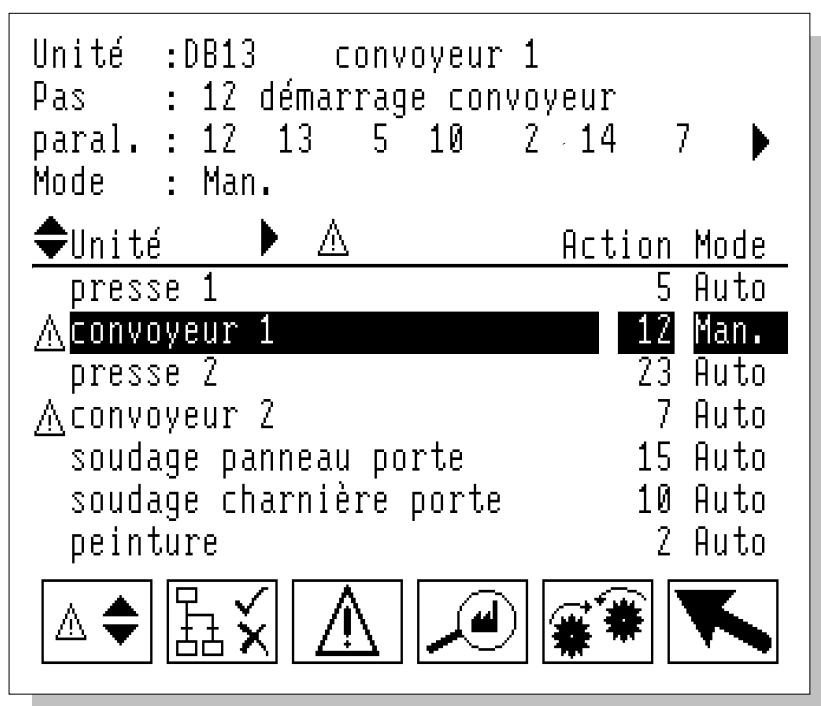 Unité :DB13 convoyeur 1
Pas : 12 démarrage convoyeur
paral. : 12 13 5 10 2 14 7
Mode : Man.
Unité Action Mode
presse 1 5 Auto
convoyeur 1 12 Man.
presse 2 23 Auto
convoyeur 2 7 Auto
soudage panneau porte 15 Auto
soudage charnière porte 10 Auto
peinture 2 Auto